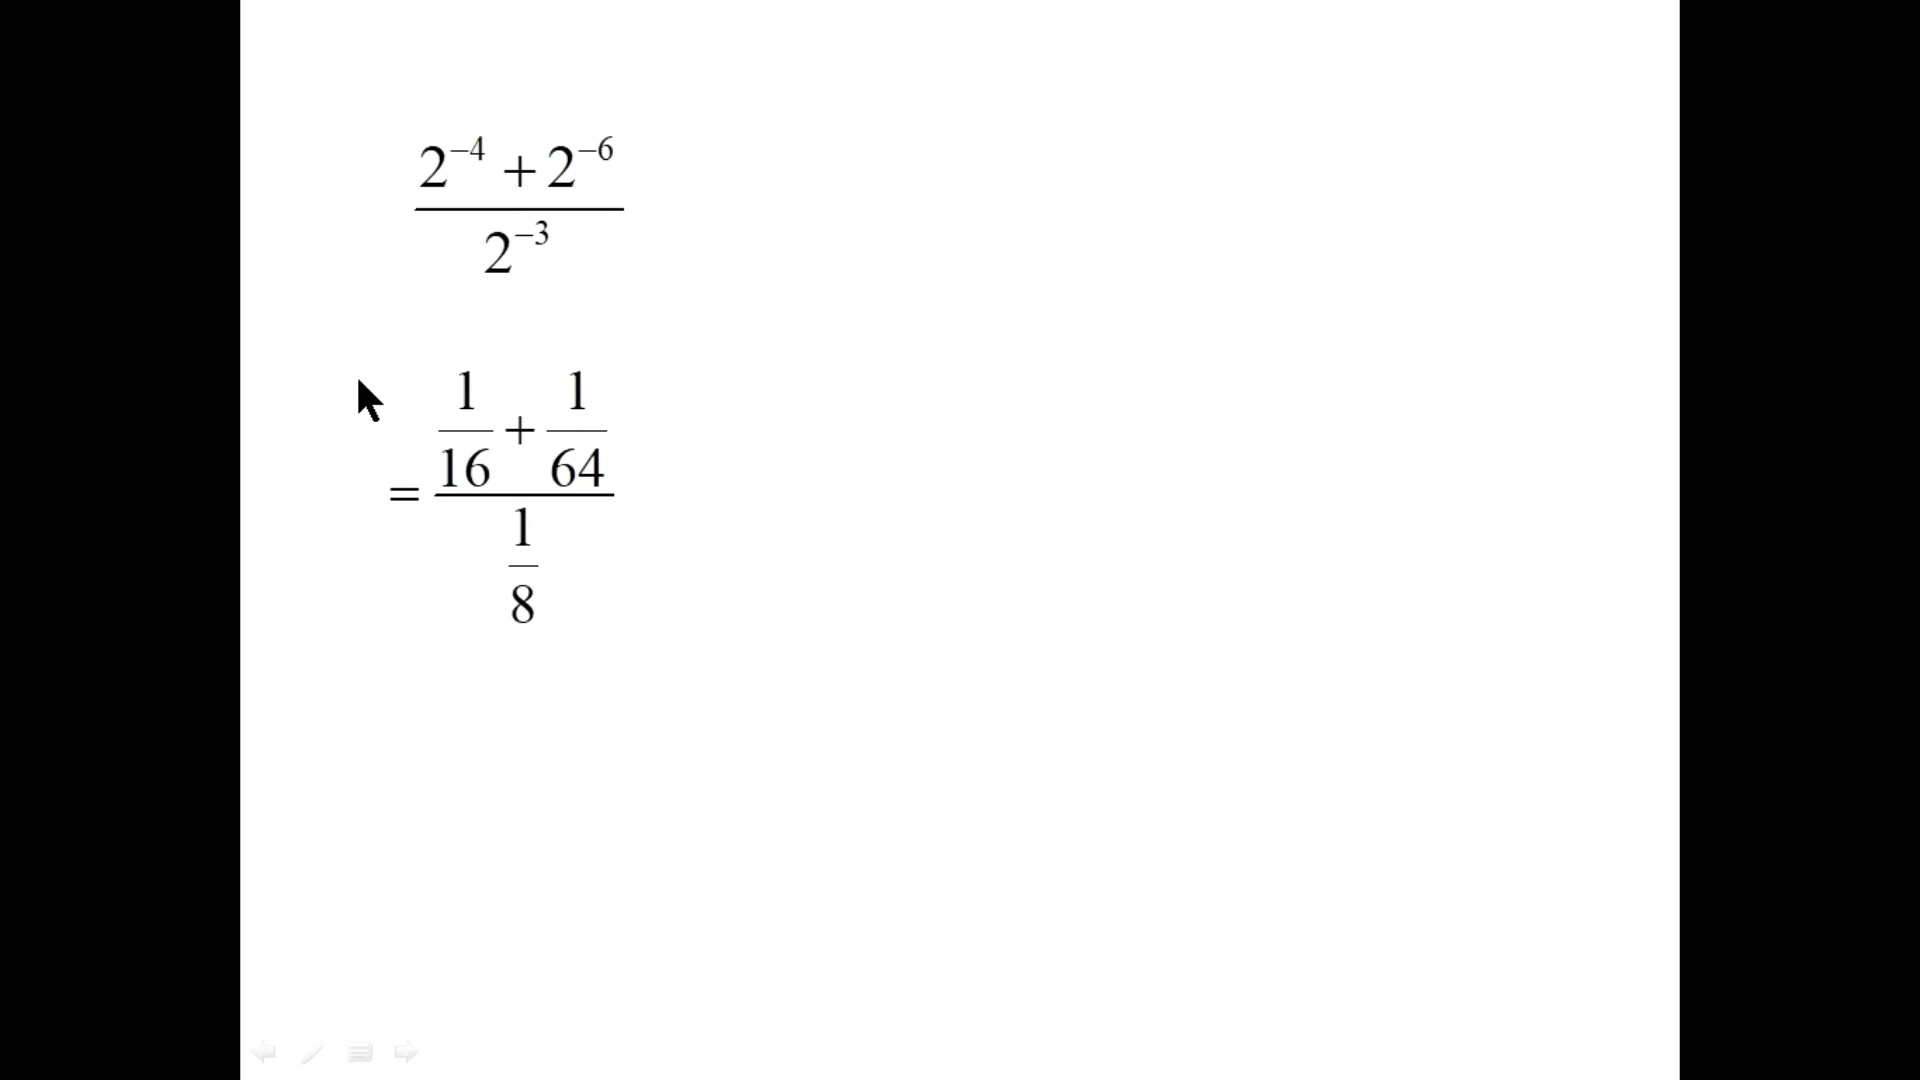 2⁻⁴ + 2⁻⁶
2⁻³
1 1
16 + 64
=
1
8